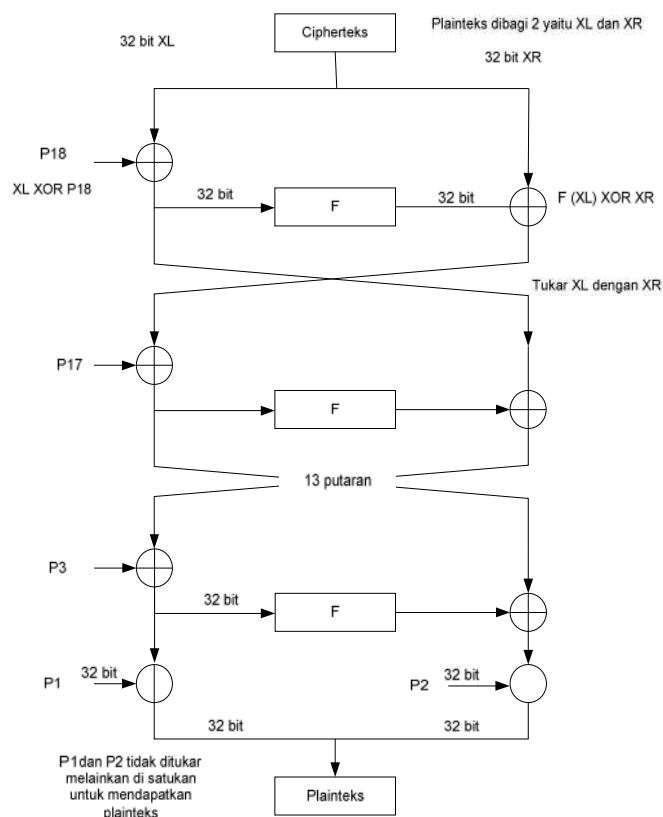 Plainteks dibagi 2 yaitu XL dan XR
Cipherteks
32 bit XL
32 bit XR
P18
XL XOR P18
32 bit
F
32 bit
F (XL) XOR XR
Tukar XL dengan XR
P17
F
13 putaran
P3
32 bit
F
P1
32 bit
P2
32 bit
32 bit
32 bit
P1dan P2 tidak ditukar
melainkan di satukan
untuk mendapatkan
plainteks
Plainteks